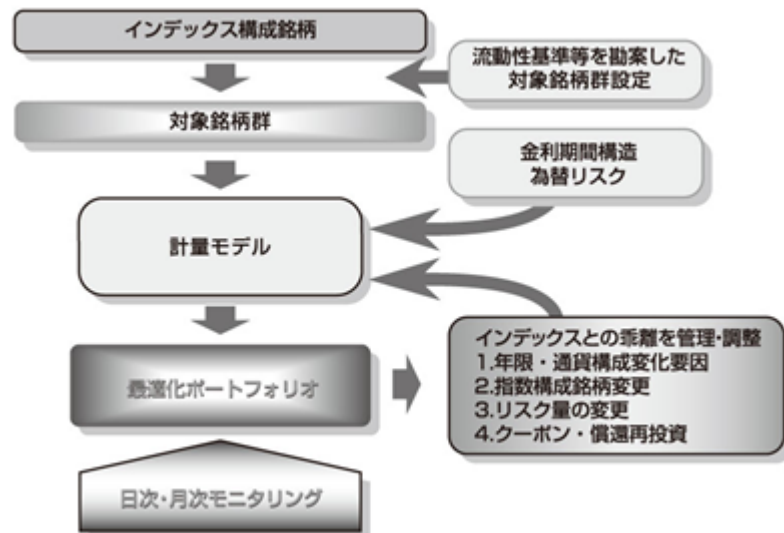 インデックス構成銘柄
流動性基準等を勘案した
対象銘柄群設定
対象銘柄群
金利期間構造
為替リスク
計量モデル
インデックスとの乖離を管理・調整
1.年限・通貨構成変化要因
2.指数構成銘柄変更
3.リスク量の変更
4.クーポン・償還再投資
最適化ポートフォリオ
日次・月次モニタリング